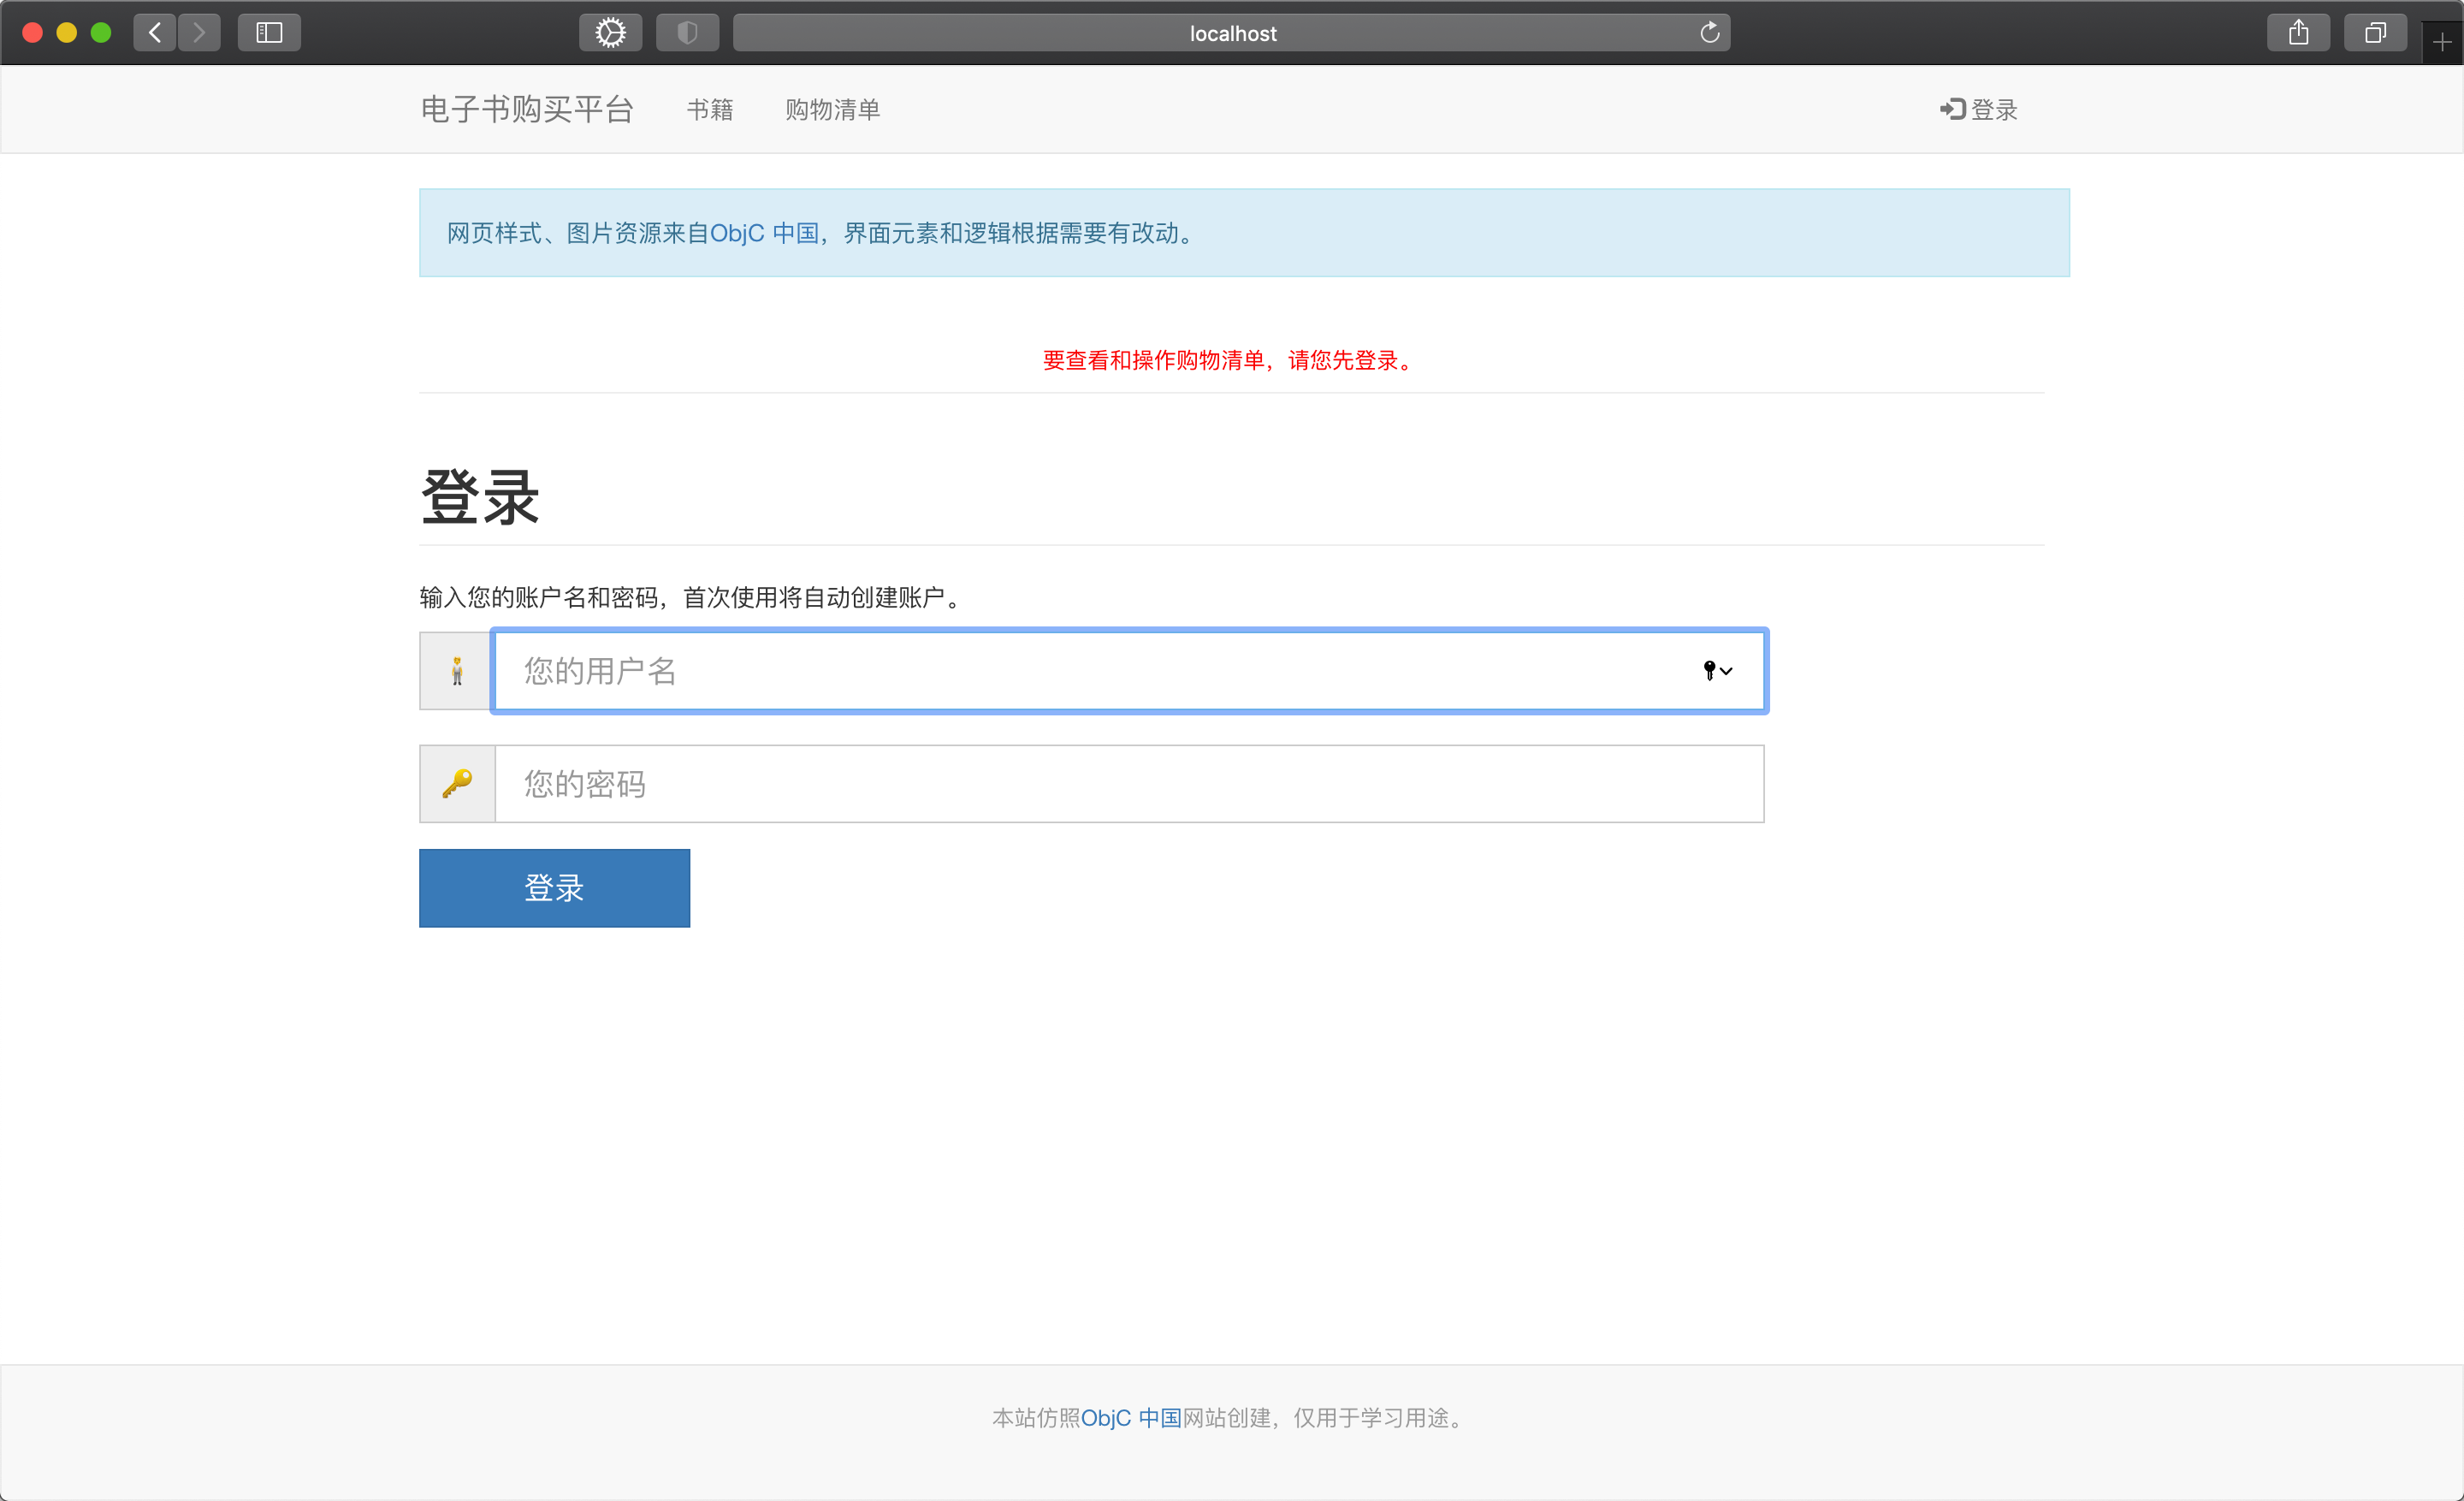 localhost
电子书购买平台 书籍 购物清单 登录
网页样式、图片资源来自ObjC 中国，界面元素和逻辑根据需要有改动。
要查看和操作购物清单，请您先登录。
登录
输入您的账户名和密码，首次使用将自动创建账户。
您的用户名
您的密码
登录
本站仿照ObjC 中国网站创建，仅用于学习用途。